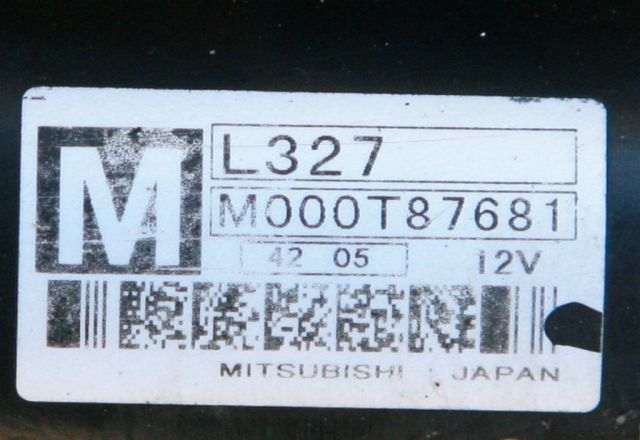 M
L327
M000T87681
42 05
12V
MITSUBISHI JAPAN